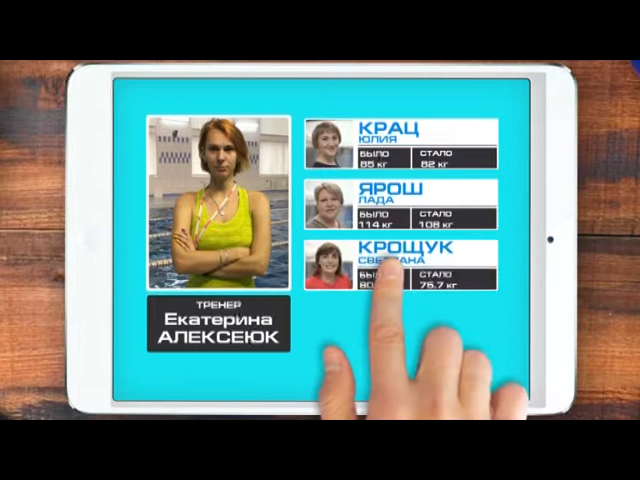 ТРЕНЕР
Екатерина
АЛЕКСЕЮК
КРАЦ
ЮЛИЯ
БЫЛО СТАЛО
85 кг 82 кг
ЯРОШ
ЛАДА
БЫЛО СТАЛО
114 кг 108 кг
КРОЩУК
СТАЛО
75.7 кг